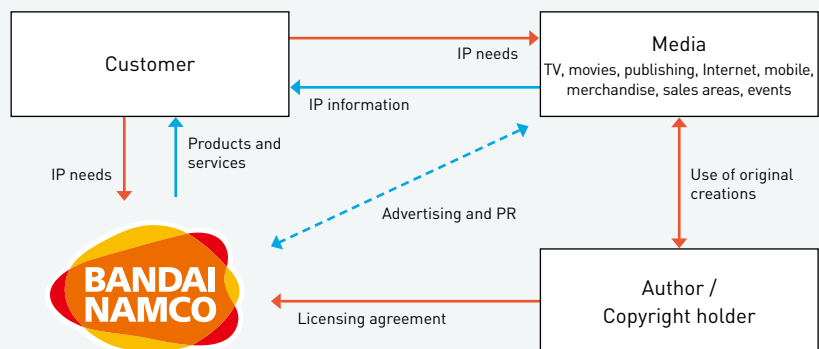 Customer
IP needs
Media
TV, movies, publishing, Internet, mobile,
merchandise, sales areas, events
IP information
IP needs
Products and
services
Use of original
creations
Advertising and PR
BANDAI
NAMCO
Licensing agreement
Author /
Copyright holder